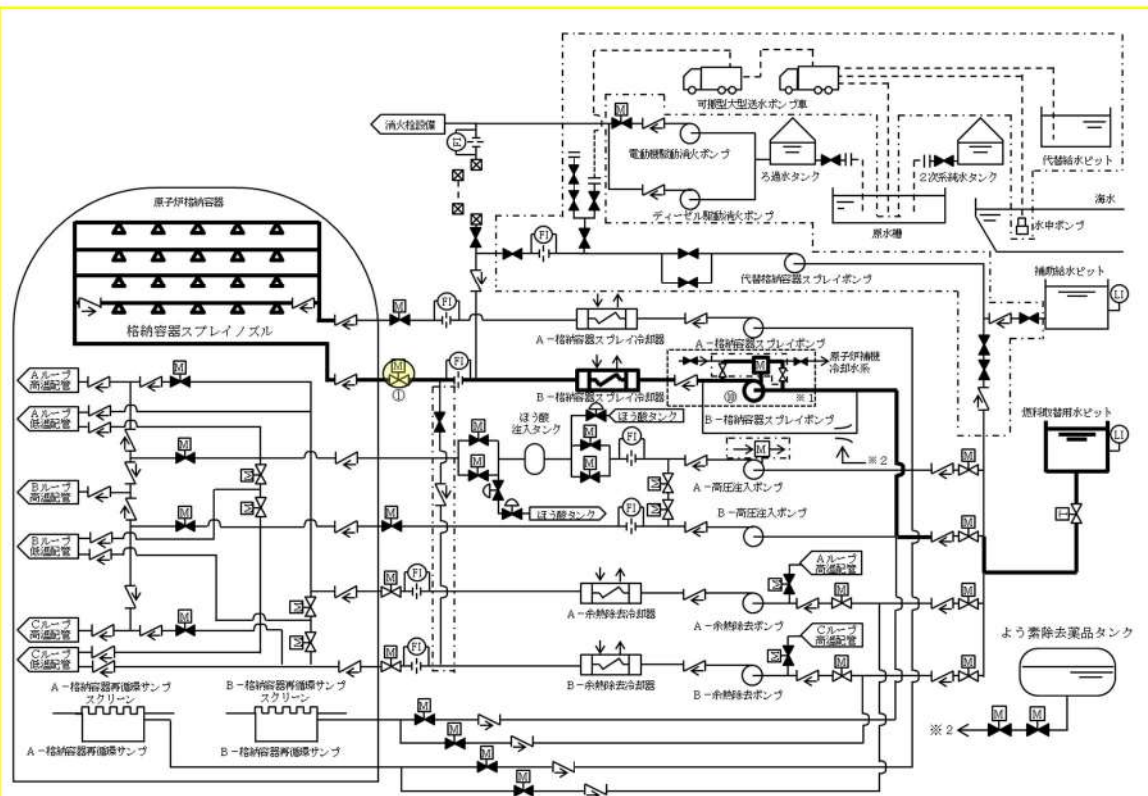 可搬型大型送水ポンプ車
消火栓設備
M
FI
電動機駆動消火ポンプ
ろ過水タンク
2次系純水タンク
代替給水ピット
海水
ディーゼル駆動消火ポンプ
原水槽
水中ポンプ
原子炉格納容器
FI
代替格納容器スプレイポンプ
補助給水ピット
LI
M
FI
格納容器スプレイノズル
A-格納容器スプレイ冷却器
A-格納容器スプレイポンプ
原子炉補機
冷却水系
Aループ
高温配管
M
M
①
FI
B-格納容器スプレイ冷却器
M
⑩
※1
B-格納容器スプレイポンプ
燃料取替用水ピット
LI
Aループ
低温配管
ほう酸
注入タンク
ほう酸タンク
M
M
M
FI
M
※2
M
M
M
M
M
A-高圧注入ポンプ
Bループ
高温配管
M
M
ほう酸タンク
FI
M
B-高圧注入ポンプ
M
M
Bループ
低温配管
Aループ
高温配管
M
FI
M
M
M
M
A-余熱除去冷却器
A-余熱除去ポンプ
Cループ
高温配管
M
M
Cループ
高温配管
よう素除去薬品タンク
Cループ
低温配管
M
FI
M
M
M
B-余熱除去冷却器
B-余熱除去ポンプ
A-格納容器再循環サンプ
スクリーン
B-格納容器再循環サンプ
スクリーン
M
M
M
※2
A-格納容器再循環サンプ
B-格納容器再循環サンプ
M
M
M